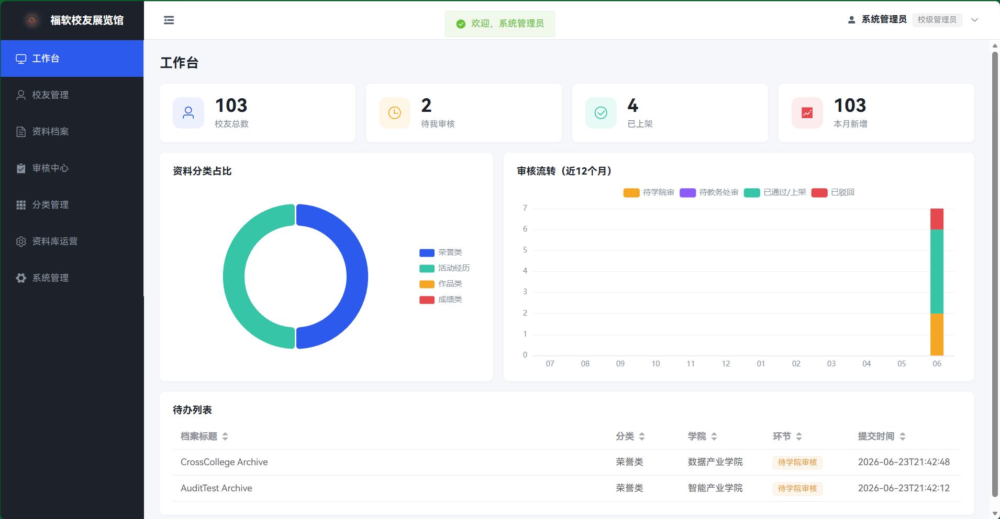 福软校友展览馆
欢迎，系统管理员
系统管理员 校级管理员
工作台
校友管理
资料档案
审核中心
分类管理
资料库运营
系统管理
工作台
103
校友总数
2
待我审核
4
已上架
103
本月新增
资料分类占比
荣誉类
活动经历
作品类
成绩类
审核流转（近12个月）
待学院审 待教务处审 已通过/上架 已驳回
7
6
5
4
3
2
1
0
07 08 09 10 11 12 01 02 03 04 05 06
待办列表
档案标题 分类 学院 环节 提交时间
CrossCollege Archive 荣誉类 数据产业学院 待学院审核 2026-06-23T21:42:48
AuditTest Archive 荣誉类 智能产业学院 待学院审核 2026-06-23T21:42:12